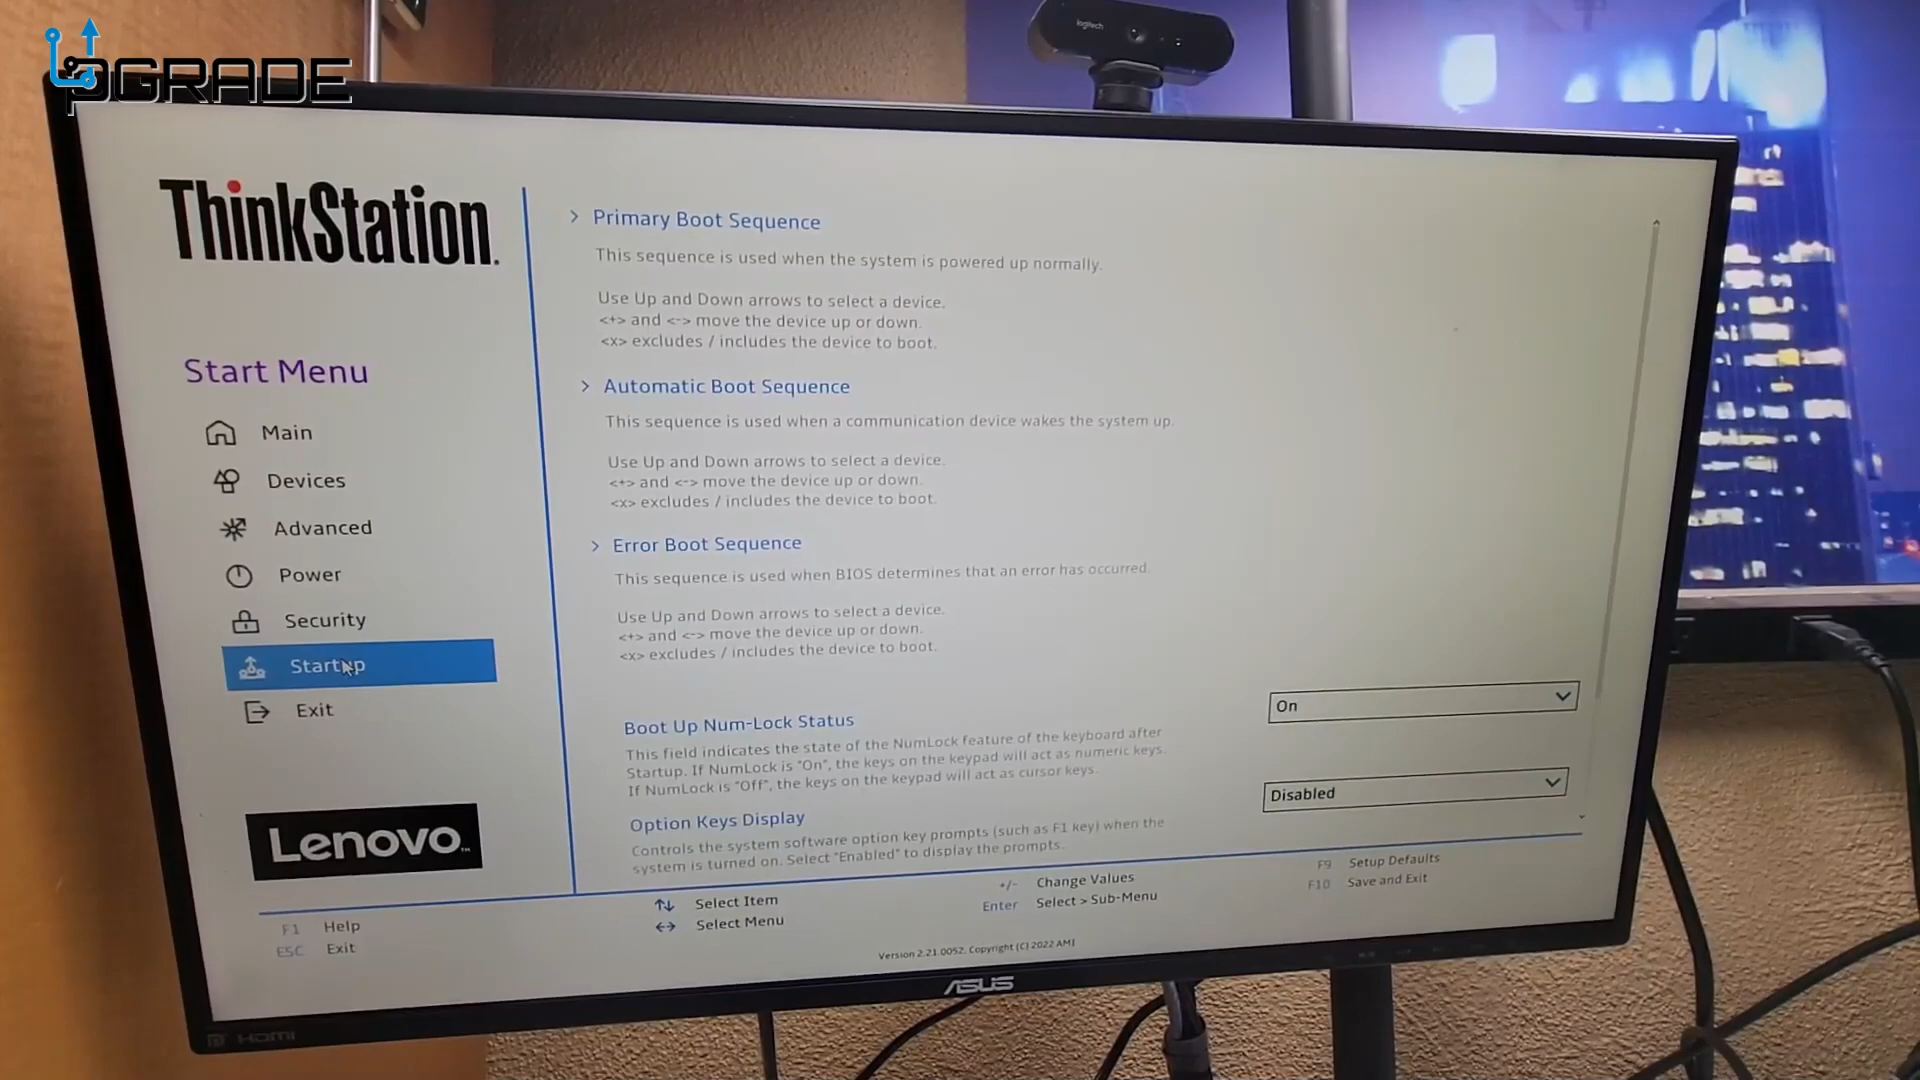 UPGRADE
logitech
ThinkStation
Start Menu
Main
Devices
Advanced
Power
Security
Startup
Exit
Lenovo™
Primary Boot Sequence
This sequence is used when the system is powered up normally.
Use Up and Down arrows to select a device.
<+> and <-> move the device up or down.
<x> excludes / includes the device to boot.
Automatic Boot Sequence
This sequence is used when a communication device wakes the system up.
Use Up and Down arrows to select a device.
<+> and <-> move the device up or down.
<x> excludes / includes the device to boot.
Error Boot Sequence
This sequence is used when BIOS determines that an error has occurred.
Use Up and Down arrows to select a device.
<+> and <-> move the device up or down.
<x> excludes / includes the device to boot.
Boot Up Num-Lock Status
On
This field indicates the state of the NumLock feature of the keyboard after
Startup. If NumLock is "On", the keys on the keypad will act as numeric keys.
If NumLock is "Off", the keys on the keypad will act as cursor keys.
Option Keys Display
Disabled
Controls the system software option key prompts (such as F1 key) when the
system is turned on. Select "Enabled" to display the prompts.
F1 Help
ESC Exit
Select Item
Select Menu
+/- Change Values
Enter Select > Sub-Menu
F9 Setup Defaults
F10 Save and Exit
Version 2.21.0052. Copyright (C) 2022 AMI
ASUS
HDMI